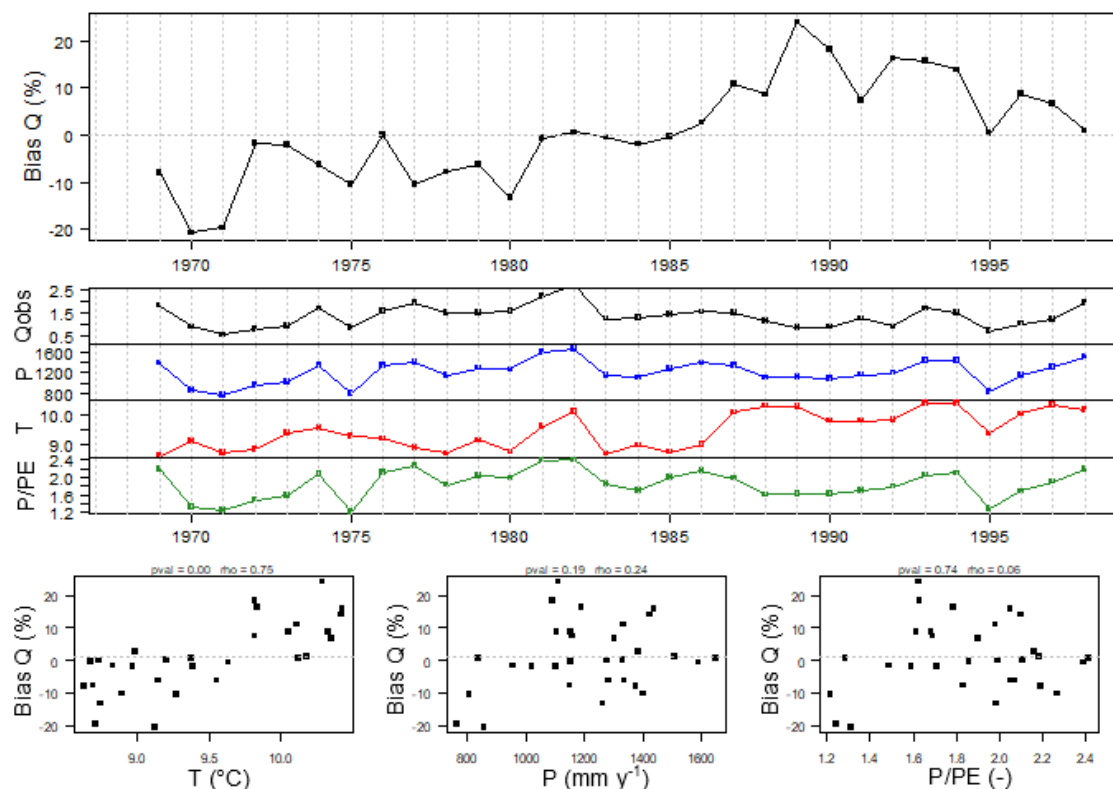 Bias Q (%)
20
10
0
-10
-20
1970 1975 1980 1985 1990 1995
Qobs
2.5
1.5
0.5
P
1600
1200
800
T
10.0
9.0
P/PE
2.4
2.0
1.6
1.2
1970 1975 1980 1985 1990 1995
pval = 0.00 rho = 0.75
Bias Q (%)
20
10
0
-10
-20
9.0 9.5 10.0
T (°C)
pval = 0.19 rho = 0.24
Bias Q (%)
20
10
0
-10
-20
800 1000 1200 1400 1600
P (mm y⁻¹)
pval = 0.74 rho = 0.06
Bias Q (%)
20
10
0
-10
-20
1.2 1.4 1.6 1.8 2.0 2.2 2.4
P/PE (-)